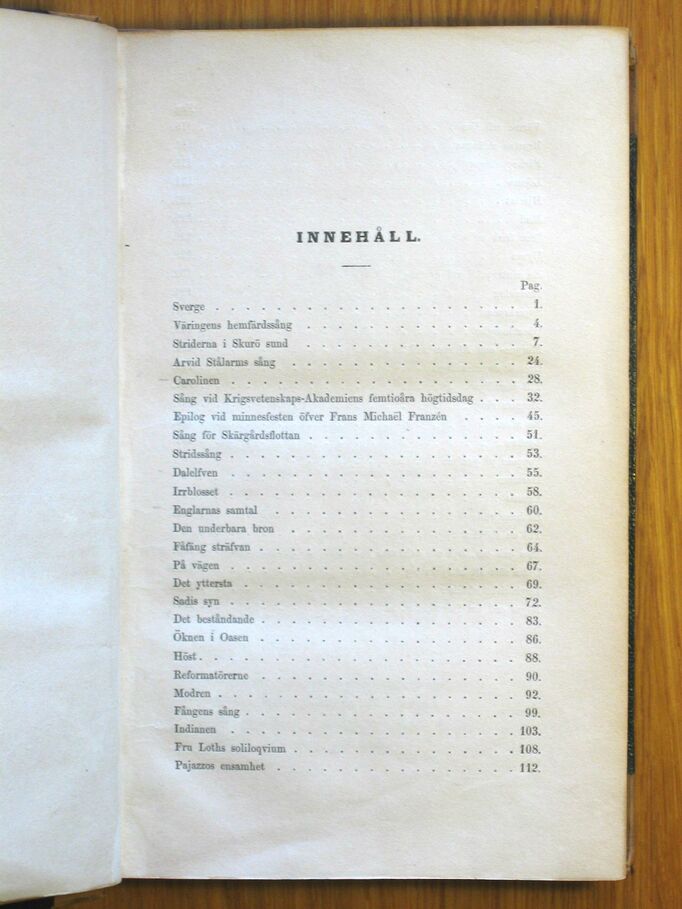 INNEHÅLL.
Pag.
Sverge . . . . . . . . . . . . . . . . . . . . . 1.
Väringens hemfärdssång . . . . . . . . . . . . . . . 4.
Striderna i Skurö sund . . . . . . . . . . . . . . . 7.
Arvid Stålarms sång . . . . . . . . . . . . . . . . 24.
Carolinen . . . . . . . . . . . . . . . . . . . . 28.
Sång vid Krigsvetenskaps-Akademiens femtioåra högtidsdag . . . 32.
Epilog vid minnesfesten öfver Frans Michaël Franzén . . . . . 45.
Sång för Skärgårdsflottan . . . . . . . . . . . . . . 51.
Stridssång . . . . . . . . . . . . . . . . . . . . 53.
Dalelfven . . . . . . . . . . . . . . . . . . . . 55.
Irrblosset . . . . . . . . . . . . . . . . . . . . 58.
Englarnas samtal . . . . . . . . . . . . . . . . . 60.
Den underbara bron . . . . . . . . . . . . . . . . 62.
Fåfäng sträfvan . . . . . . . . . . . . . . . . . . 64.
På vägen . . . . . . . . . . . . . . . . . . . . 67.
Det yttersta . . . . . . . . . . . . . . . . . . . 69.
Sadis syn . . . . . . . . . . . . . . . . . . . . 72.
Det beståndande . . . . . . . . . . . . . . . . . . 83.
Öknen i Oasen . . . . . . . . . . . . . . . . . . 86.
Höst . . . . . . . . . . . . . . . . . . . . . . 88.
Reformatörerne . . . . . . . . . . . . . . . . . . 90.
Modren . . . . . . . . . . . . . . . . . . . . . 92.
Fångens sång . . . . . . . . . . . . . . . . . . . 99.
Indianen . . . . . . . . . . . . . . . . . . . . 103.
Fru Loths soliloqvium . . . . . . . . . . . . . . . 108.
Pajazzos ensamhet . . . . . . . . . . . . . . . . . 112.